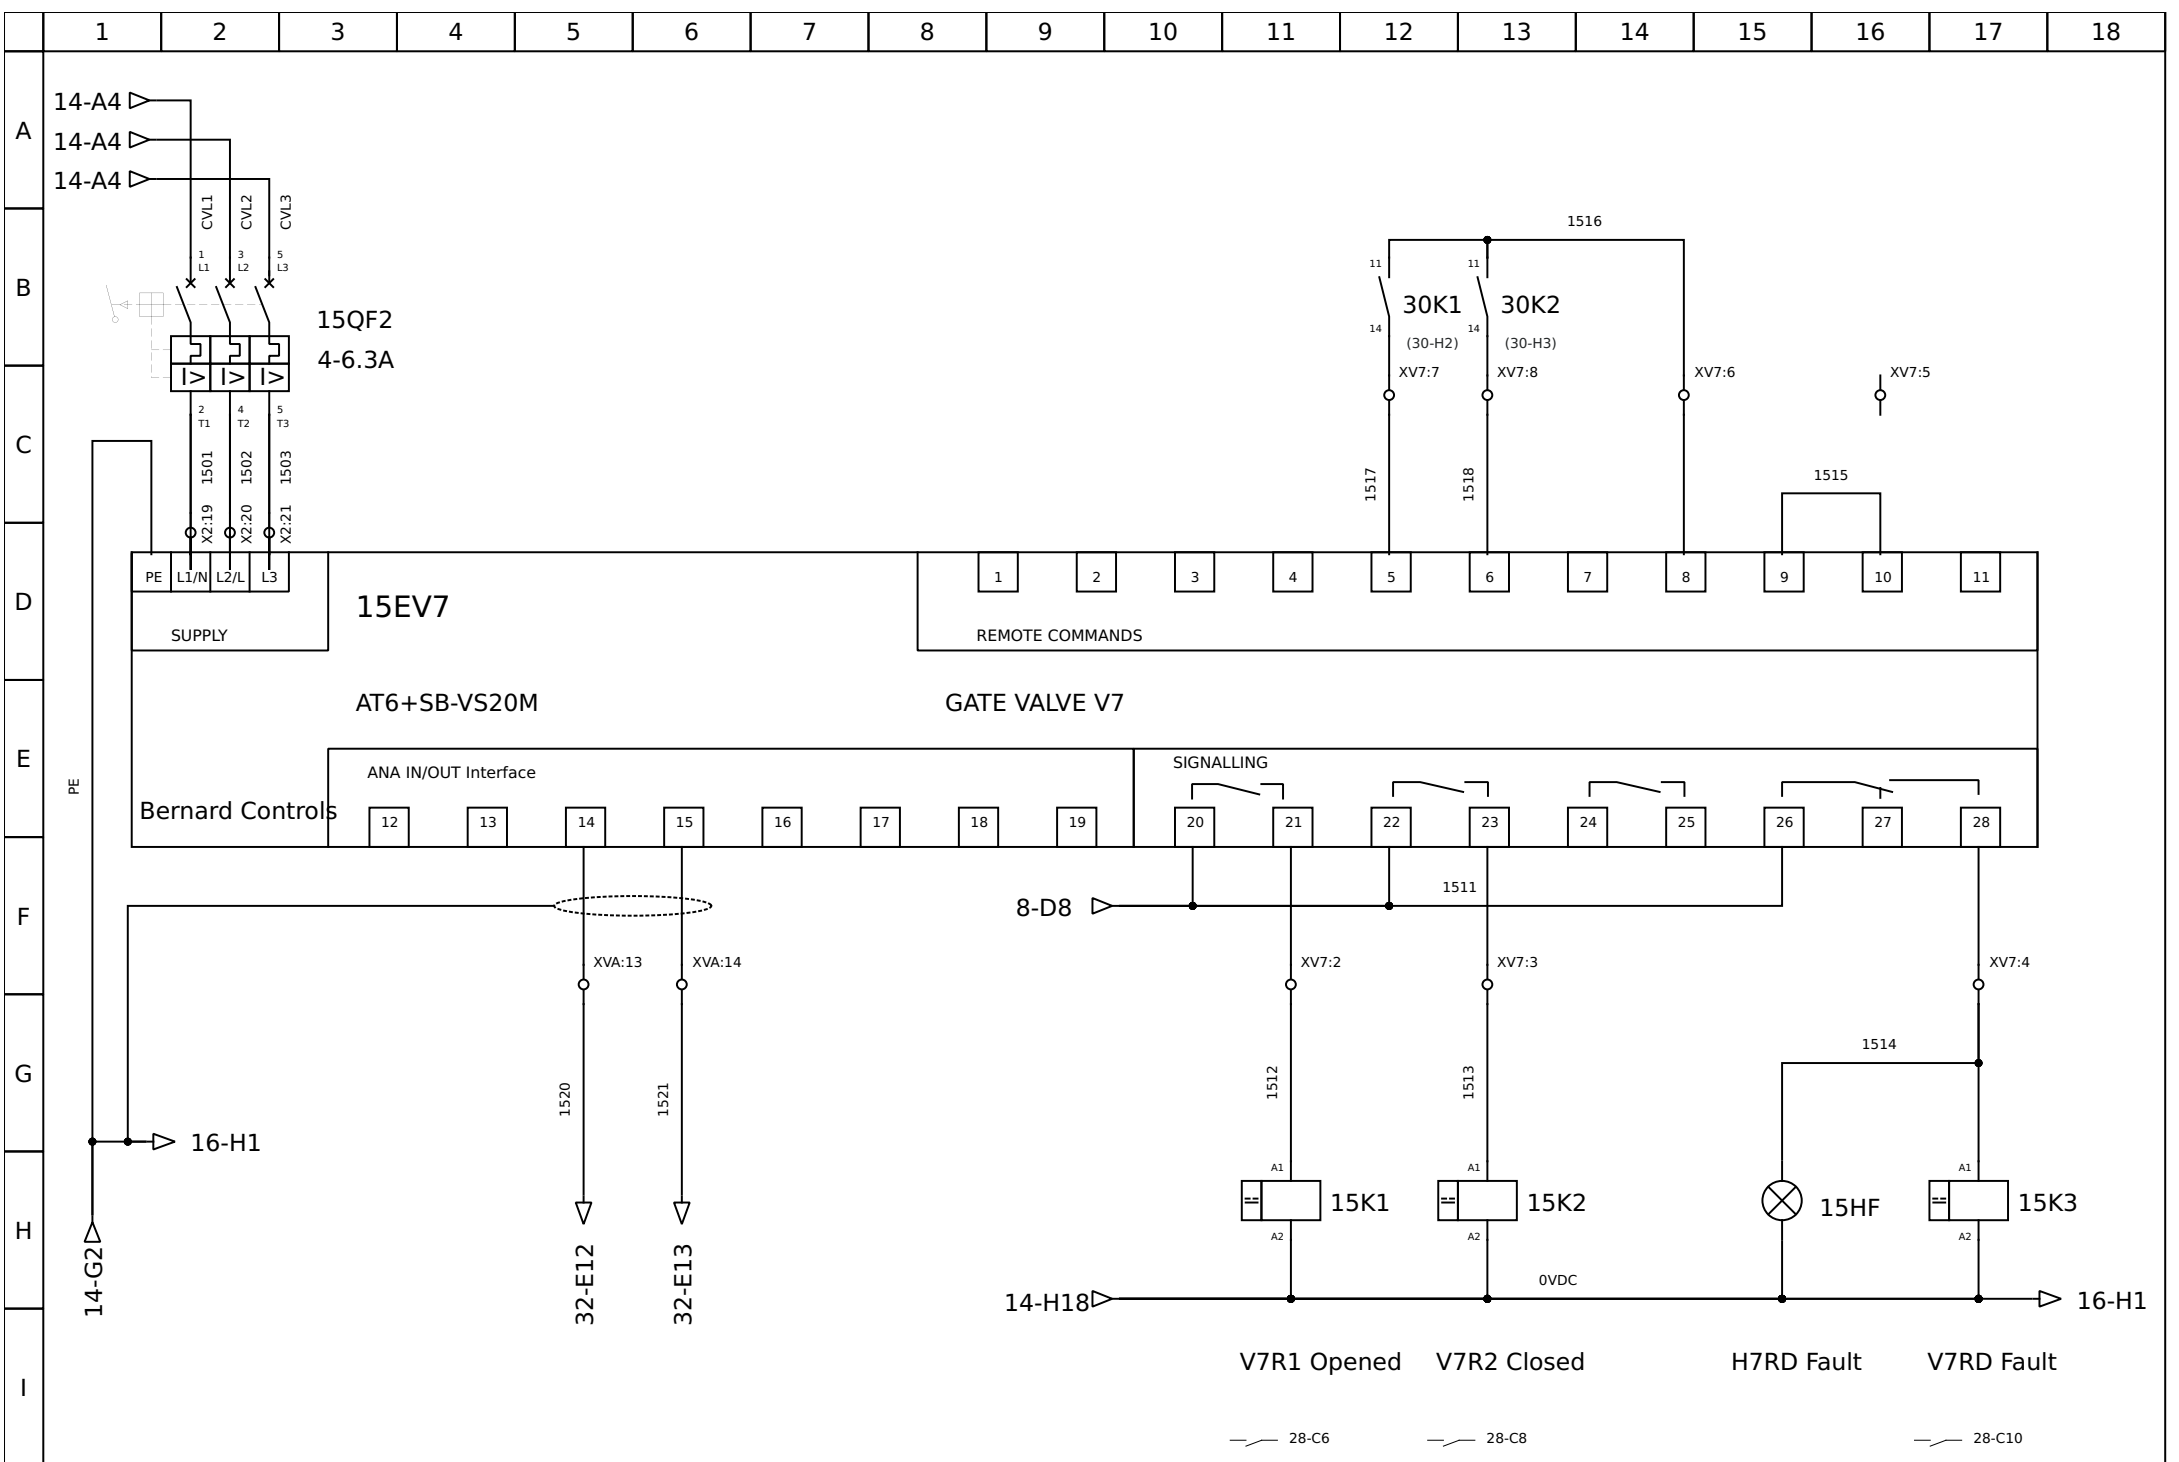 1 2 3 4 5 6 7 8 9 10 11 12 13 14 15 16 17 18
A
14-A4
14-A4
14-A4
CVL1 CVL2 CVL3
1 3 5
L1 L2 L3
B
15QF2
4-6.3A
I> I> I>
2 4 5
T1 T2 T3
1501 1502 1503
X2:19 X2:20 X2:21
1516
11 11
30K1 30K2
14 14
(30-H2) (30-H3)
XV7:7 XV7:8 XV7:6 XV7:5
C
1517 1518
1515
D
PE L1/N L2/L L3
1 2 3 4 5 6 7 8 9 10 11
15EV7
SUPPLY
REMOTE COMMANDS
AT6+SB-VS20M
GATE VALVE V7
E
PE
ANA IN/OUT Interface
SIGNALLING
Bernard Controls
12 13 14 15 16 17 18 19 20 21 22 23 24 25 26 27 28
F
8-D8
1511
XVA:13 XVA:14 XV7:2 XV7:3 XV7:4
G
1520 1521 1512 1513
1514
16-H1
H
14-G2
32-E12 32-E13
A1 A1 A1
15K1 15K2 15HF 15K3
A2 A2 A2
14-H18
0VDC
16-H1
I
V7R1 Opened V7R2 Closed H7RD Fault V7RD Fault
28-C6 28-C8 28-C10